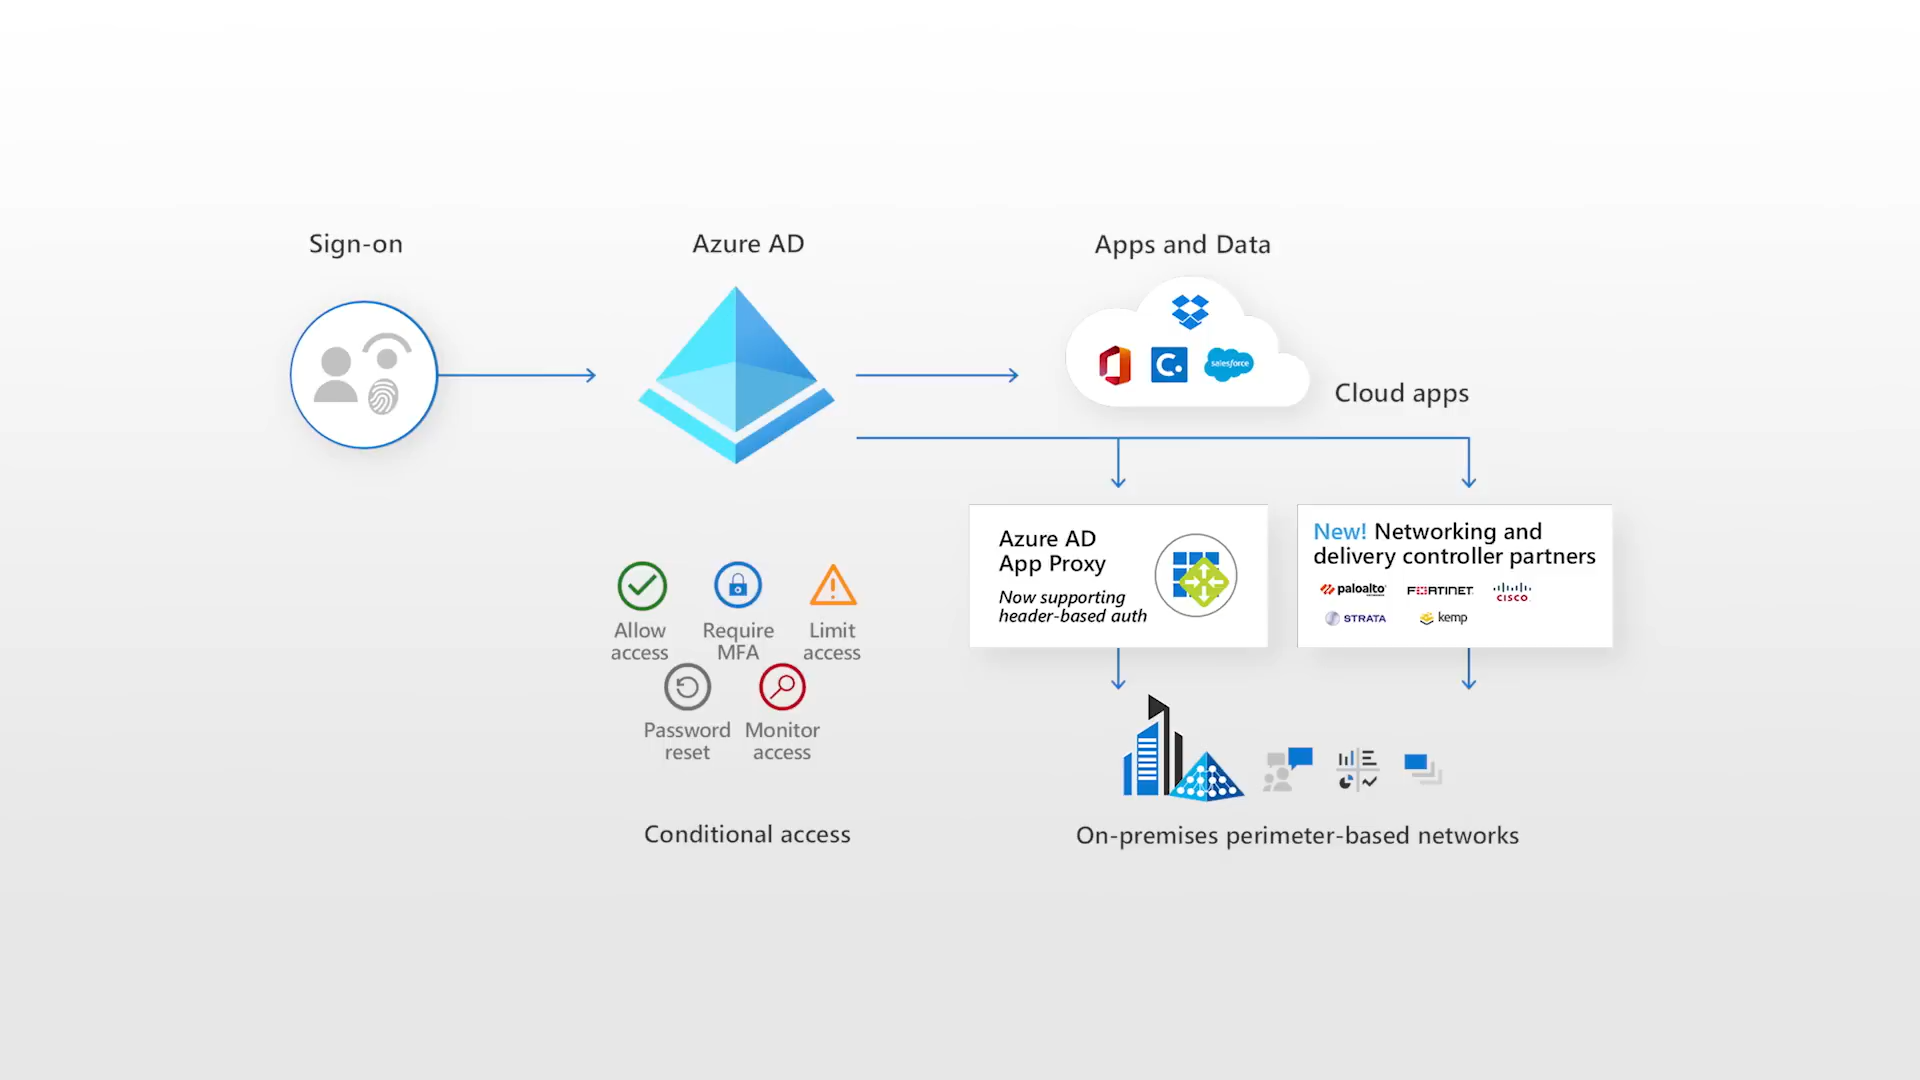 Sign-on
Azure AD
Apps and Data
salesforce
Cloud apps
Azure AD
App Proxy
Now supporting
header-based auth
New! Networking and
delivery controller partners
paloalto
FORTINET
CISCO
STRATA
kemp
Allow
access
Require
MFA
Limit
access
Password
reset
Monitor
access
Conditional access
On-premises perimeter-based networks